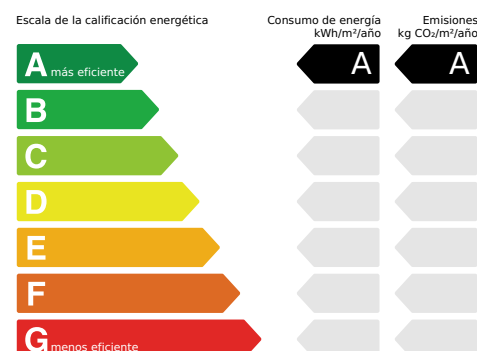 Escala de la calificación energética
Consumo de energía
kWh/m²/año
Emisiones
kg CO₂/m²/año
A más eficiente
A
A
B
C
D
E
F
G menos eficiente